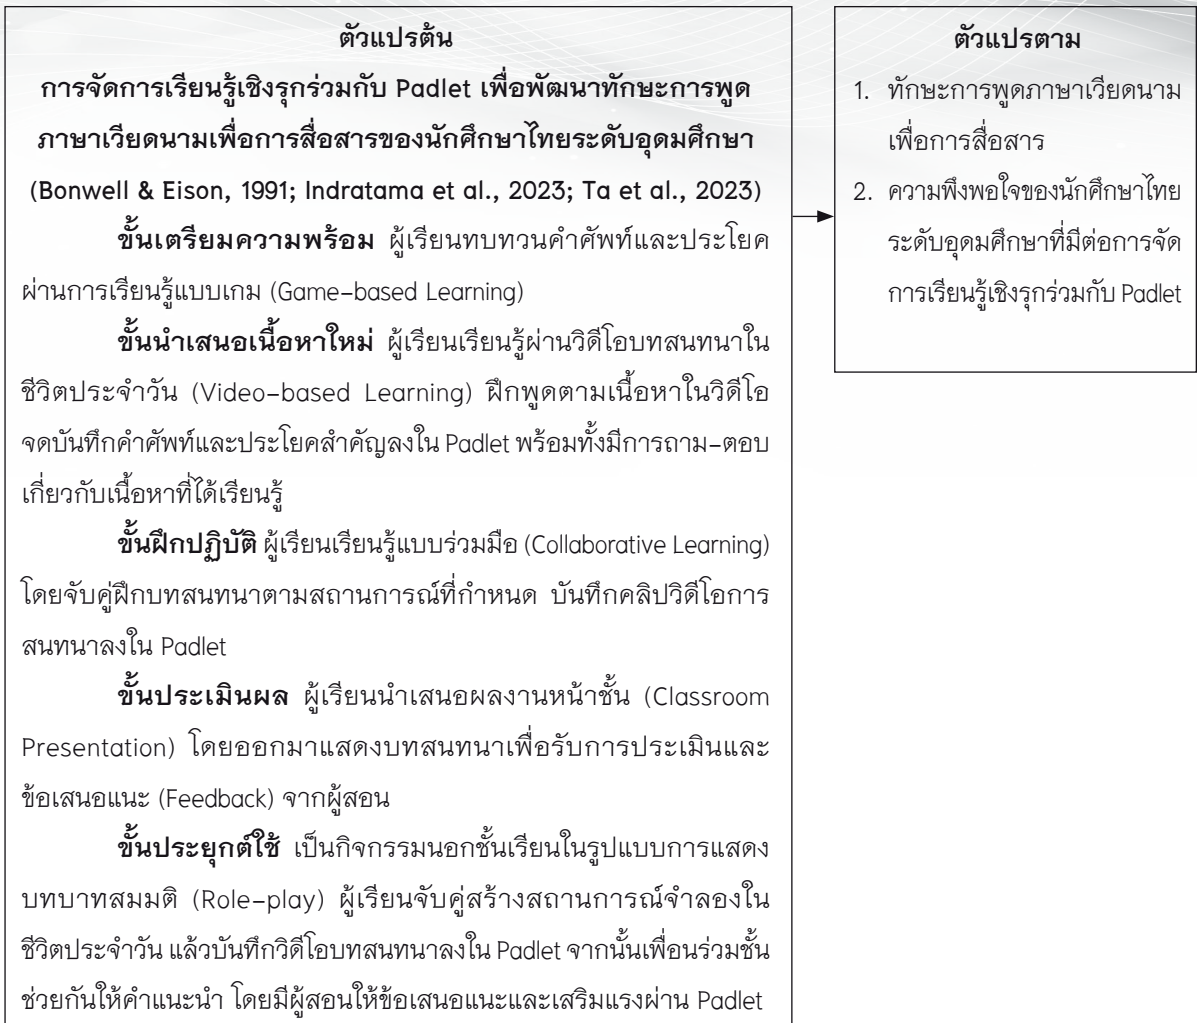 ตัวแปรต้น
การจัดการเรียนรู้เชิงรุกร่วมกับ Padlet เพื่อพัฒนาทักษะการพูด
ภาษาเวียดนามเพื่อการสื่อสารของนักศึกษาไทยระดับอุดมศึกษา
(Bonwell & Eison, 1991; Indratama et al., 2023; Ta et al., 2023)
ขั้นเตรียมความพร้อม ผู้เรียนทบทวนคำศัพท์และประโยค
ผ่านการเรียนรู้แบบเกม (Game–based Learning)
ขั้นนำเสนอเนื้อหาใหม่ ผู้เรียนเรียนรู้ผ่านวิดีโอบทสนทนาใน
ชีวิตประจำวัน (Video–based Learning) ฝึกพูดตามเนื้อหาในวิดีโอ
จดบันทึกคำศัพท์และประโยคสำคัญลงใน Padlet พร้อมทั้งมีการถาม–ตอบ
เกี่ยวกับเนื้อหาที่ได้เรียนรู้
ขั้นฝึกปฏิบัติ ผู้เรียนเรียนรู้แบบร่วมมือ (Collaborative Learning)
โดยจับคู่ฝึกบทสนทนาตามสถานการณ์ที่กำหนด บันทึกคลิปวิดีโอการ
สนทนาลงใน Padlet
ขั้นประเมินผล ผู้เรียนนำเสนอผลงานหน้าชั้น (Classroom
Presentation) โดยออกมาแสดงบทสนทนาเพื่อรับการประเมินและ
ข้อเสนอแนะ (Feedback) จากผู้สอน
ขั้นประยุกต์ใช้ เป็นกิจกรรมนอกชั้นเรียนในรูปแบบการแสดง
บทบาทสมมติ (Role–play) ผู้เรียนจับคู่สร้างสถานการณ์จำลองใน
ชีวิตประจำวัน แล้วบันทึกวิดีโอบทสนทนาลงใน Padlet จากนั้นเพื่อนร่วมชั้น
ช่วยกันให้คำแนะนำ โดยมีผู้สอนให้ข้อเสนอแนะและเสริมแรงผ่าน Padlet
ตัวแปรตาม
1. ทักษะการพูดภาษาเวียดนาม
เพื่อการสื่อสาร
2. ความพึงพอใจของนักศึกษาไทย
ระดับอุดมศึกษาที่มีต่อการจัด
การเรียนรู้เชิงรุกร่วมกับ Padlet